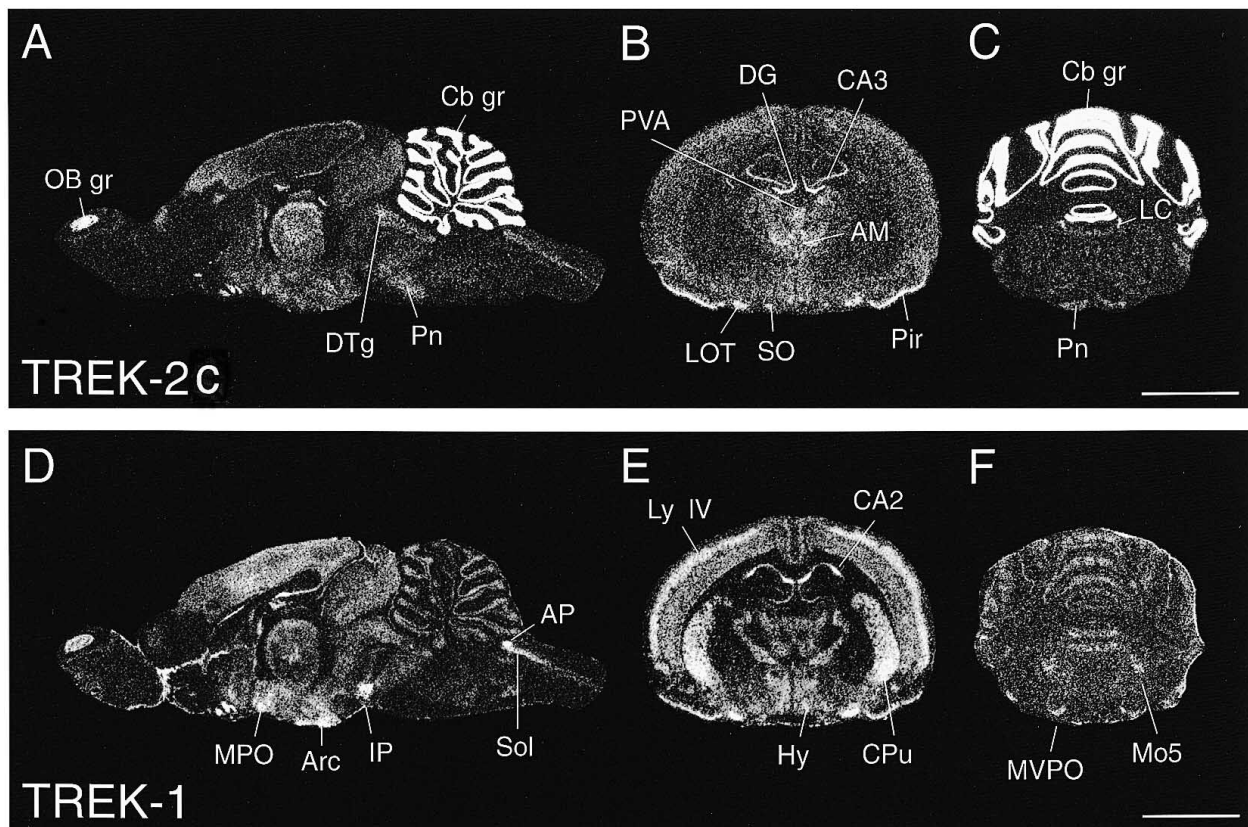 A
B
C
Cb gr
DG
CA3
Cb gr
PVA
OB gr
LC
AM
DTg
Pn
LOT
SO
Pir
Pn
TREK-2c
D
E
F
Ly IV
CA2
AP
MPO
Arc
IP
Sol
Hy
CPu
MVPO
Mo5
TREK-1